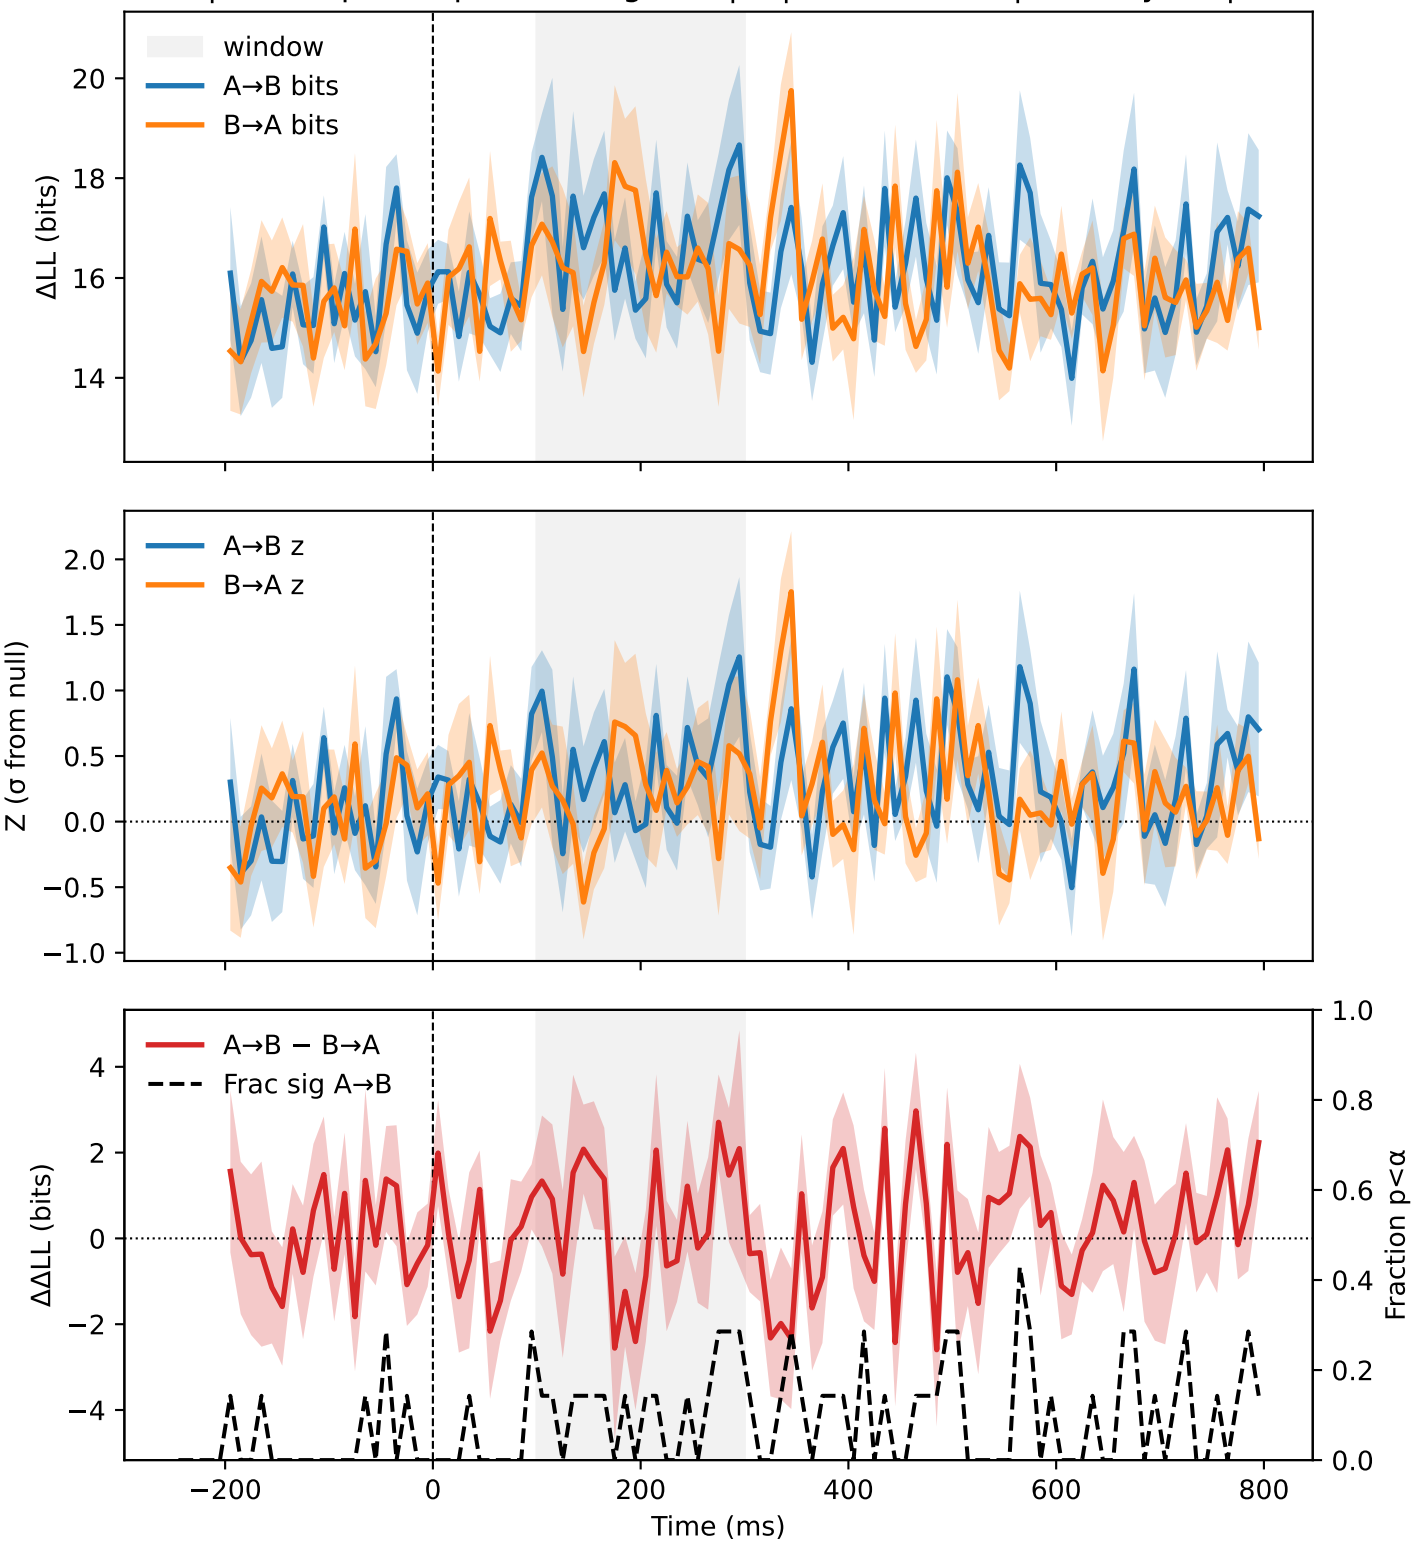 window
A→B bits
B→A bits
ΔLL (bits)
20
18
16
14
A→B z
B→A z
Z (σ from null)
2.0
1.5
1.0
0.5
0.0
−0.5
−1.0
A→B − B→A
Frac sig A→B
ΔΔLL (bits)
4
2
0
−2
−4
1.0
0.8
0.6
0.4
0.2
0.0
Fraction p<α
−200
0
200
400
600
800
Time (ms)